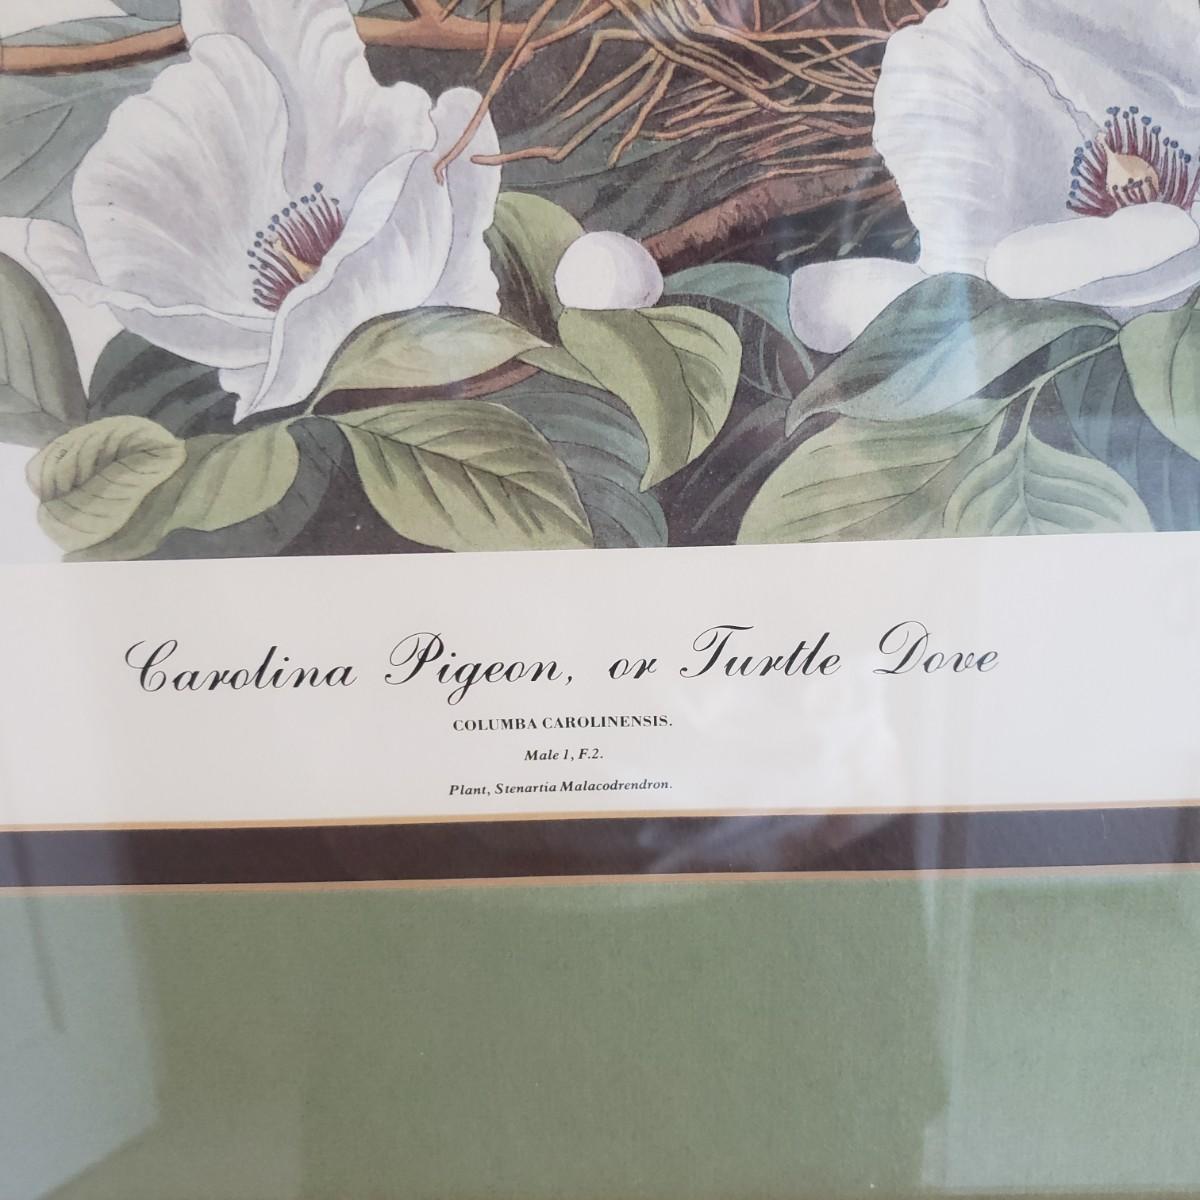 Carolina Pigeon, or Turtle Dove
COLUMBA CAROLINENSIS.
Male 1, F.2.
Plant, Stenartia Malacodrendron.